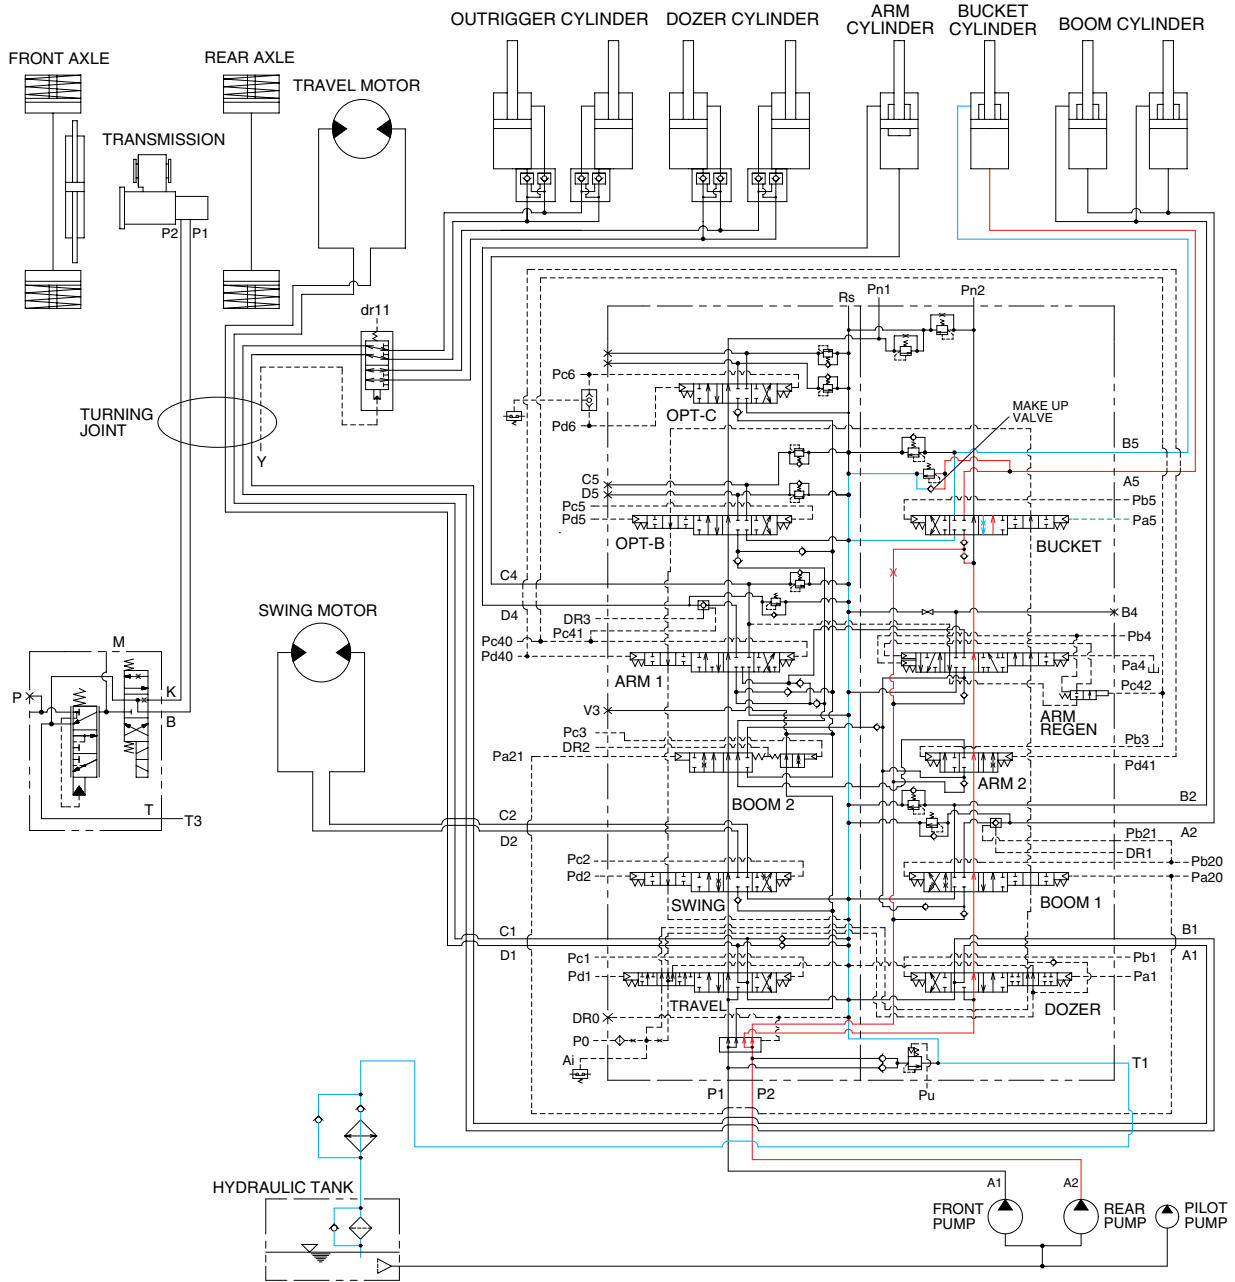 OUTRIGGER CYLINDER
DOZER CYLINDER
ARM
CYLINDER
BUCKET
CYLINDER
BOOM CYLINDER
FRONT AXLE
REAR AXLE
TRAVEL MOTOR
TRANSMISSION
P2
P1
dr11
Rs
Pn1
Pn2
Pc6
Pd6
OPT-C
MAKE UP
VALVE
TURNING
JOINT
Y
B5
A5
C5
D5
Pc5
Pd5
Pb5
Pa5
OPT-B
BUCKET
C4
D4
SWING MOTOR
DR3
Pc41
Pc40
Pd40
B4
Pb4
Pa4
Pc42
ARM 1
ARM
REGEN
M
P
K
B
T
T3
V3
Pc3
DR2
Pa21
Pb3
Pd41
BOOM 2
ARM 2
B2
A2
C2
D2
Pb21
DR1
Pb20
Pa20
Pc2
Pd2
SWING
BOOM 1
C1
D1
B1
A1
Pc1
Pd1
Pb1
Pa1
TRAVEL
DOZER
DR0
P0
Ai
T1
P1
P2
Pu
HYDRAULIC TANK
A1
A2
FRONT
PUMP
REAR
PUMP
PILOT
PUMP